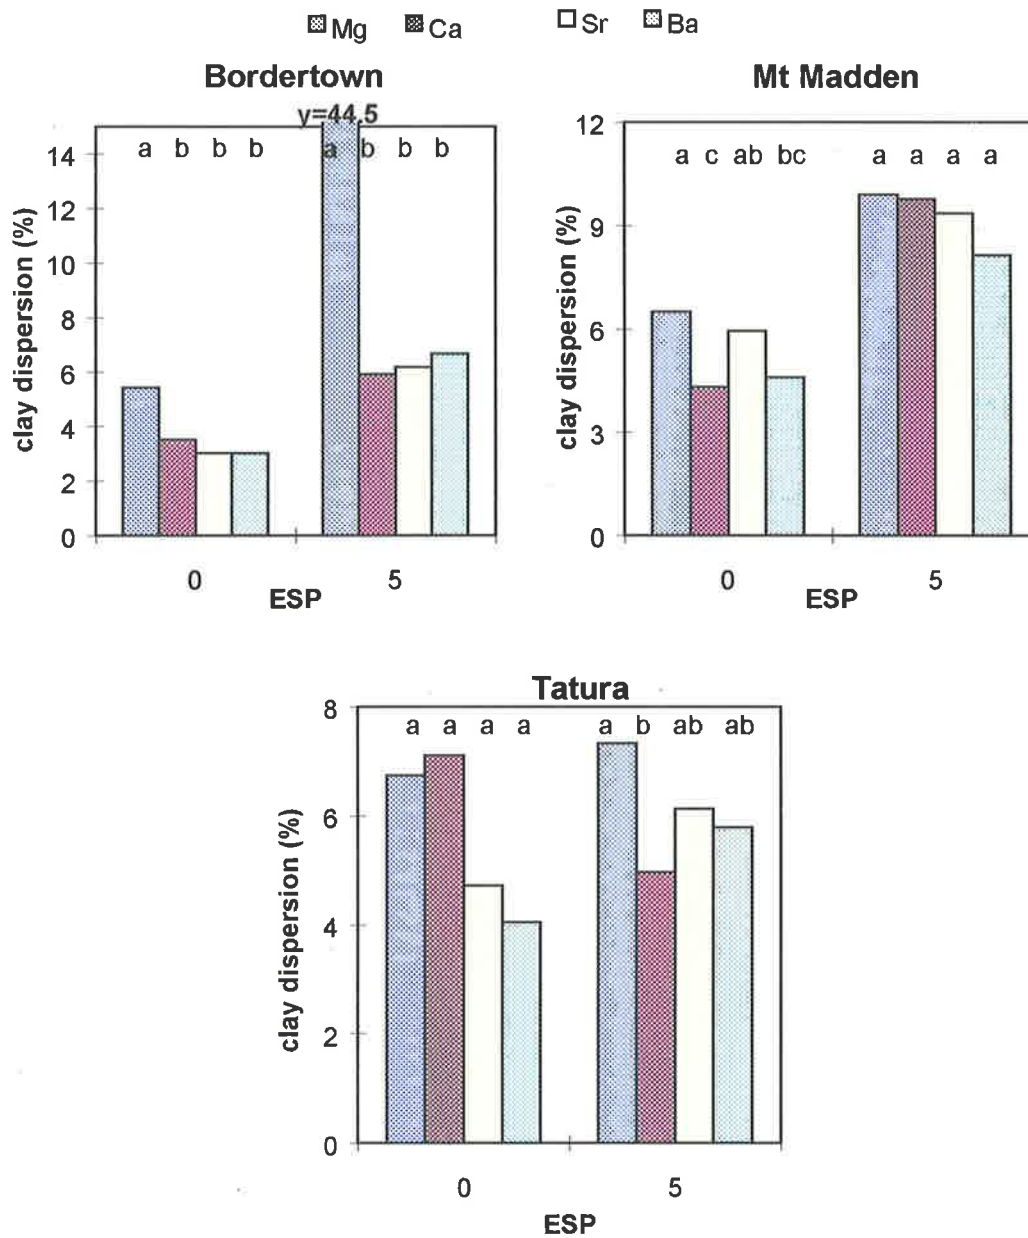 Mg Ca Sr Ba
Bordertown
y=44.5
a b b b a b b b
14
12
10
8
6
4
2
0
clay dispersion (%)
0 5
ESP
Mt Madden
12
a c ab bc a a a a
9
6
3
0
clay dispersion (%)
0 5
ESP
Tatura
8
a a a a a b ab ab
6
4
2
0
clay dispersion (%)
0 5
ESP